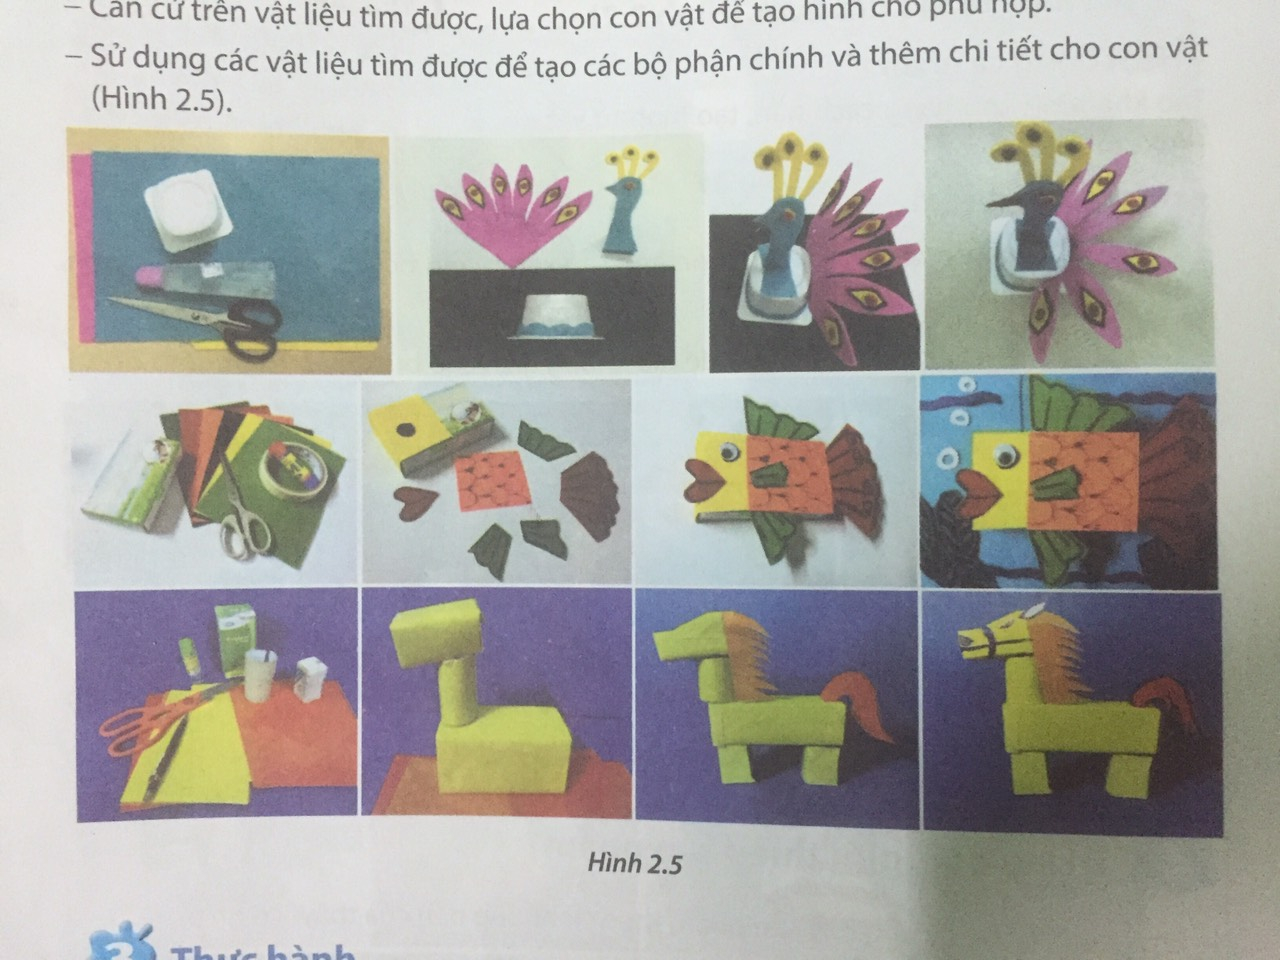 – Căn cứ trên vật liệu tìm được, lựa chọn con vật để tạo hình cho phù hợp.
– Sử dụng các vật liệu tìm được để tạo các bộ phận chính và thêm chi tiết cho con vật
(Hình 2.5).
Hình 2.5
3 Thực hành